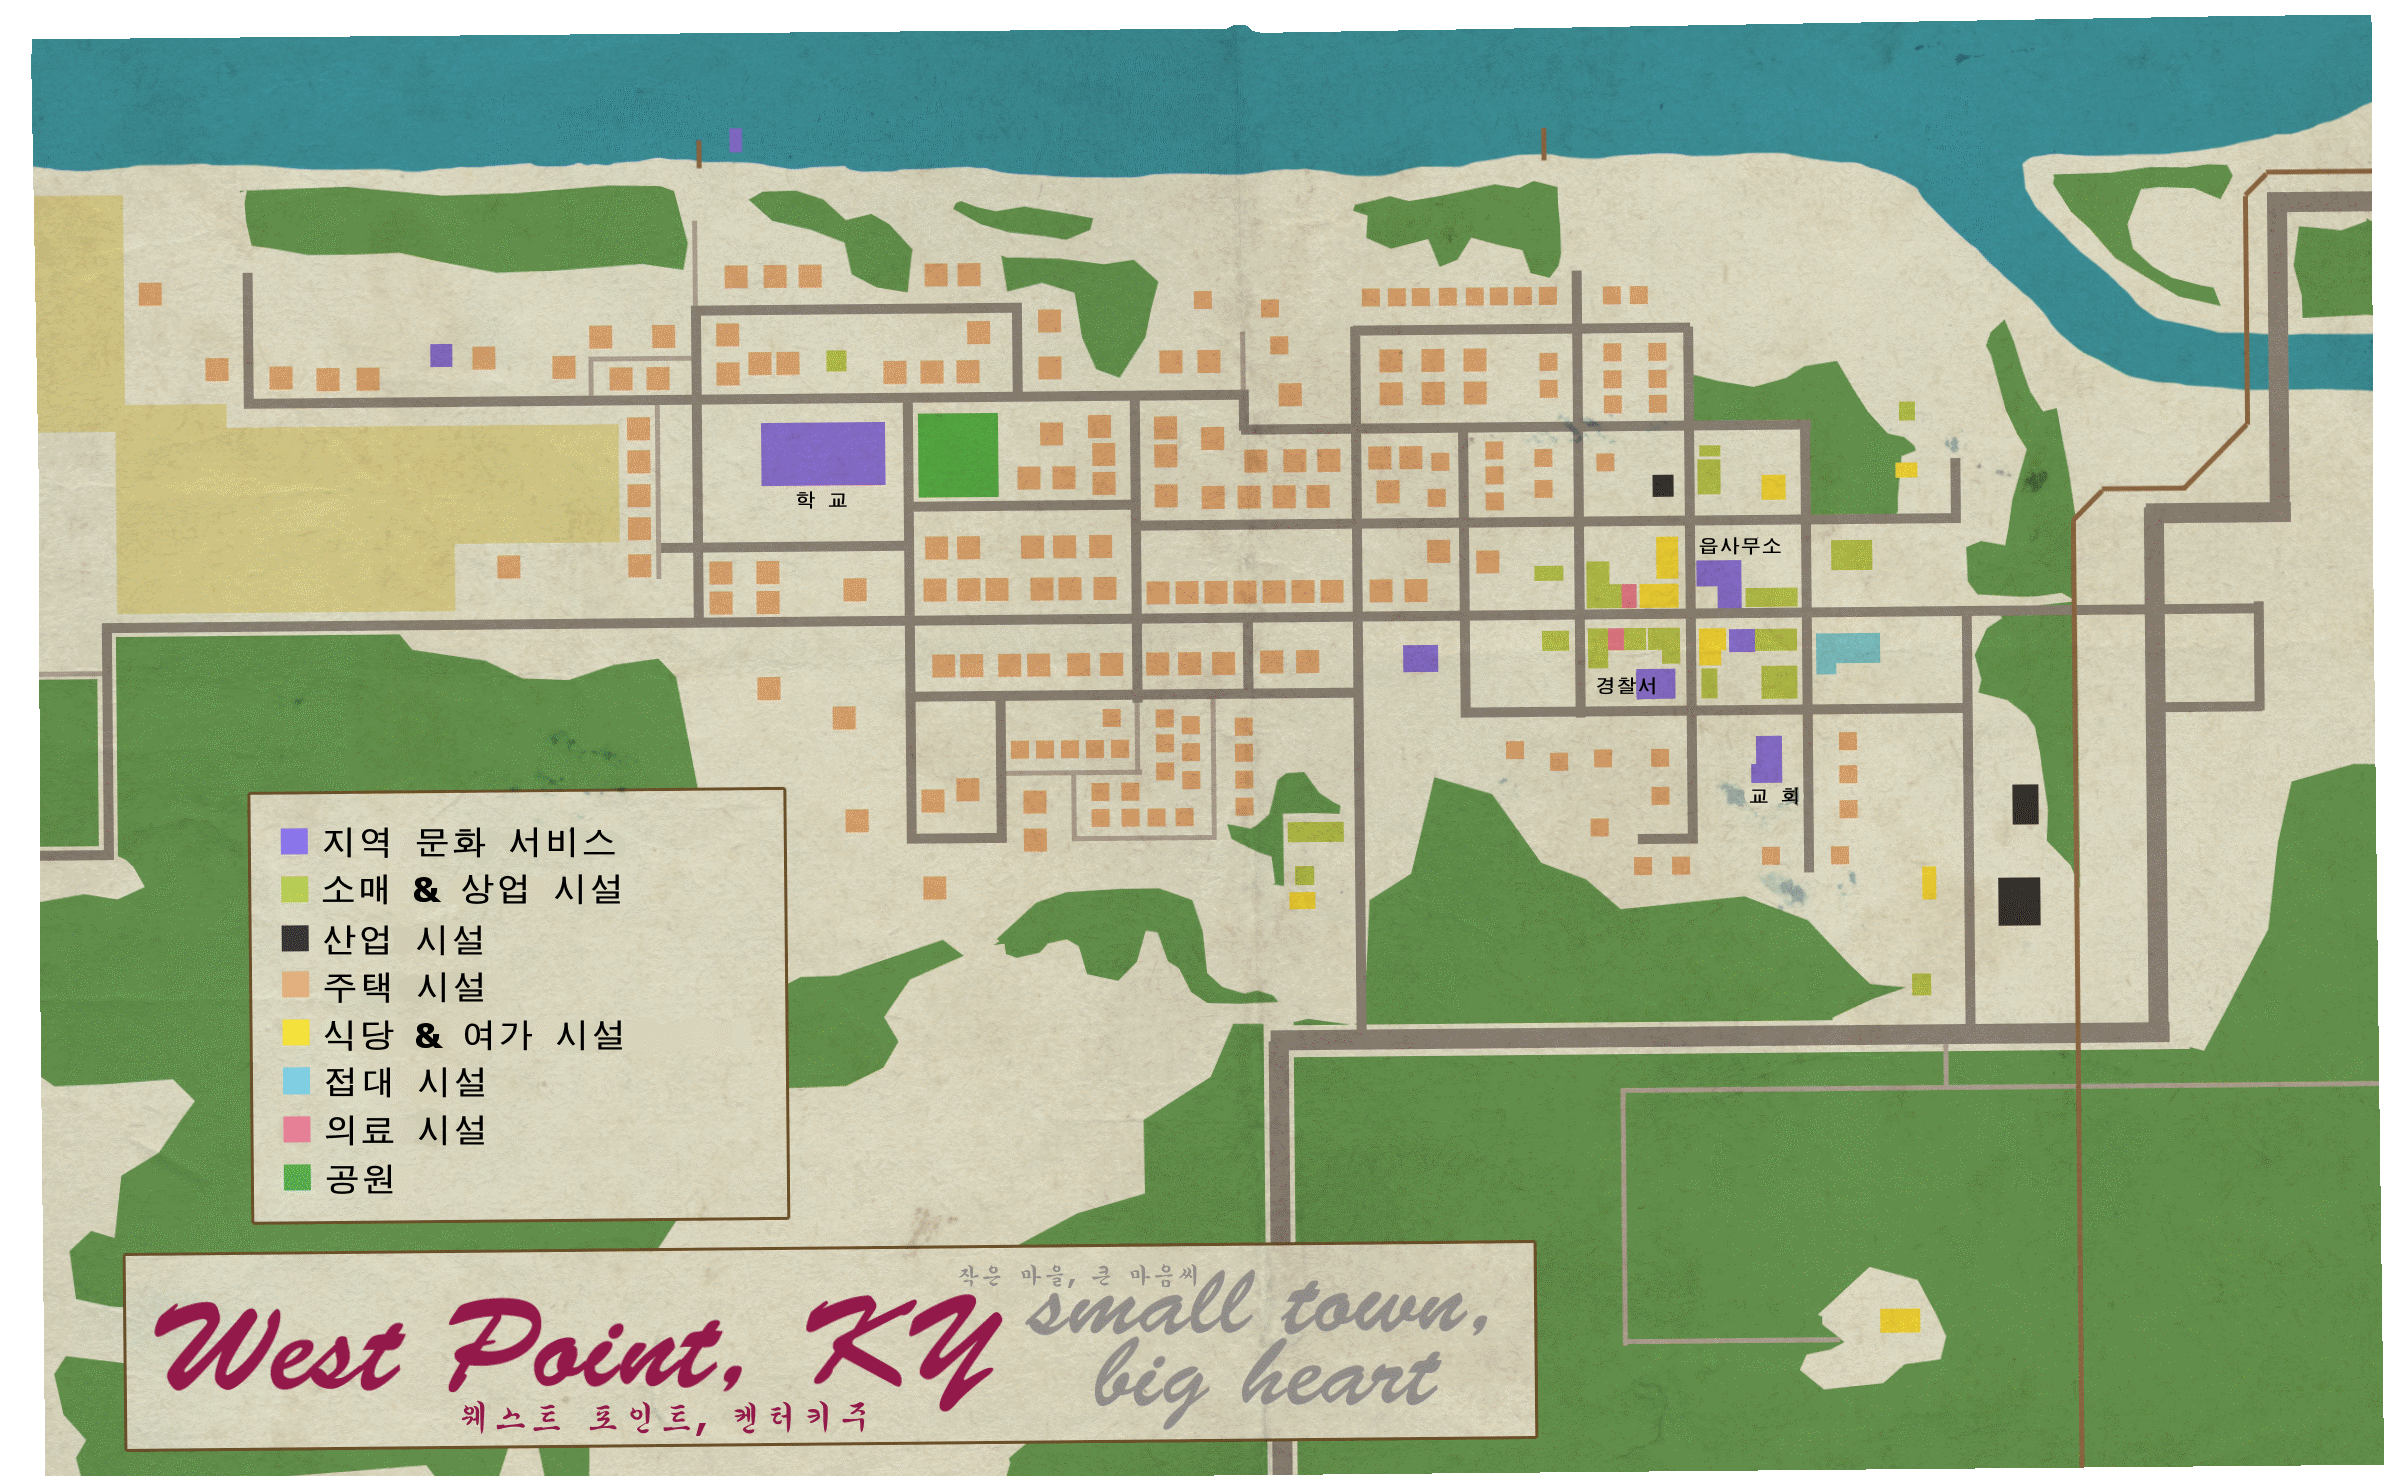 학 교
읍사무소
경찰서
교 회
지역 문화 서비스
소매 & 상업 시설
산업 시설
주택 시설
식당 & 여가 시설
접대 시설
의료 시설
공원
작은 마을, 큰 마음씨
West Point, KY
small town,
big heart
웨스트 포인트, 켄터키주